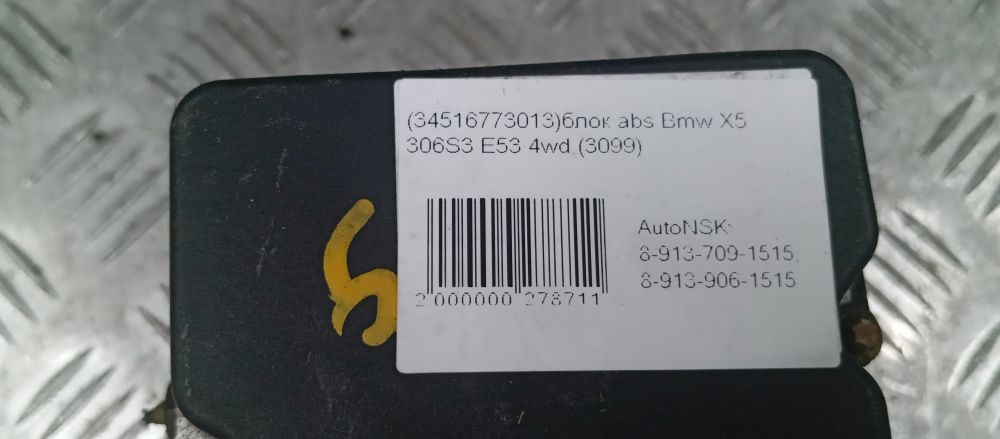 (34516773013)блок abs Bmw X5
306S3 E53 4wd (3099)
AutoNSK
8-913-709-1515,
8-913-906-1515
2 000000 278711